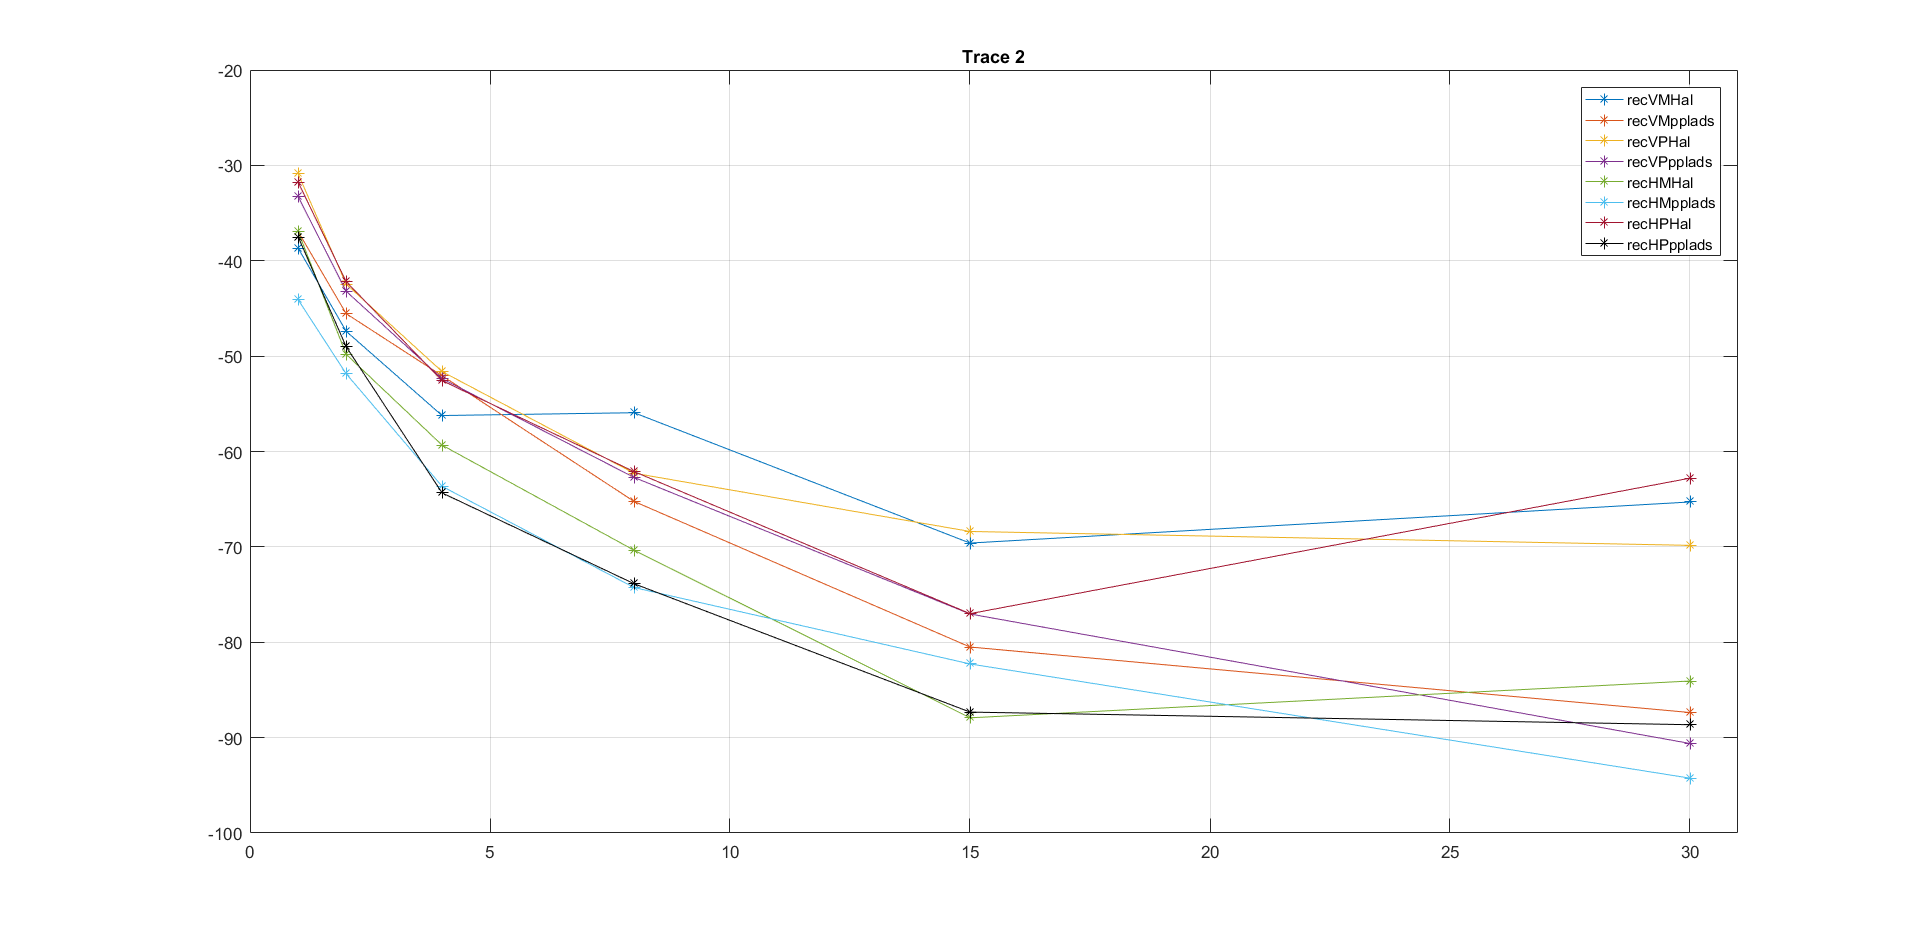 Trace 2
-20
-30
-40
-50
-60
-70
-80
-90
-100
0 5 10 15 20 25 30
recVMHal
recVMpplads
recVPHal
recVPpplads
recHMHal
recHMpplads
recHPHal
recHPpplads